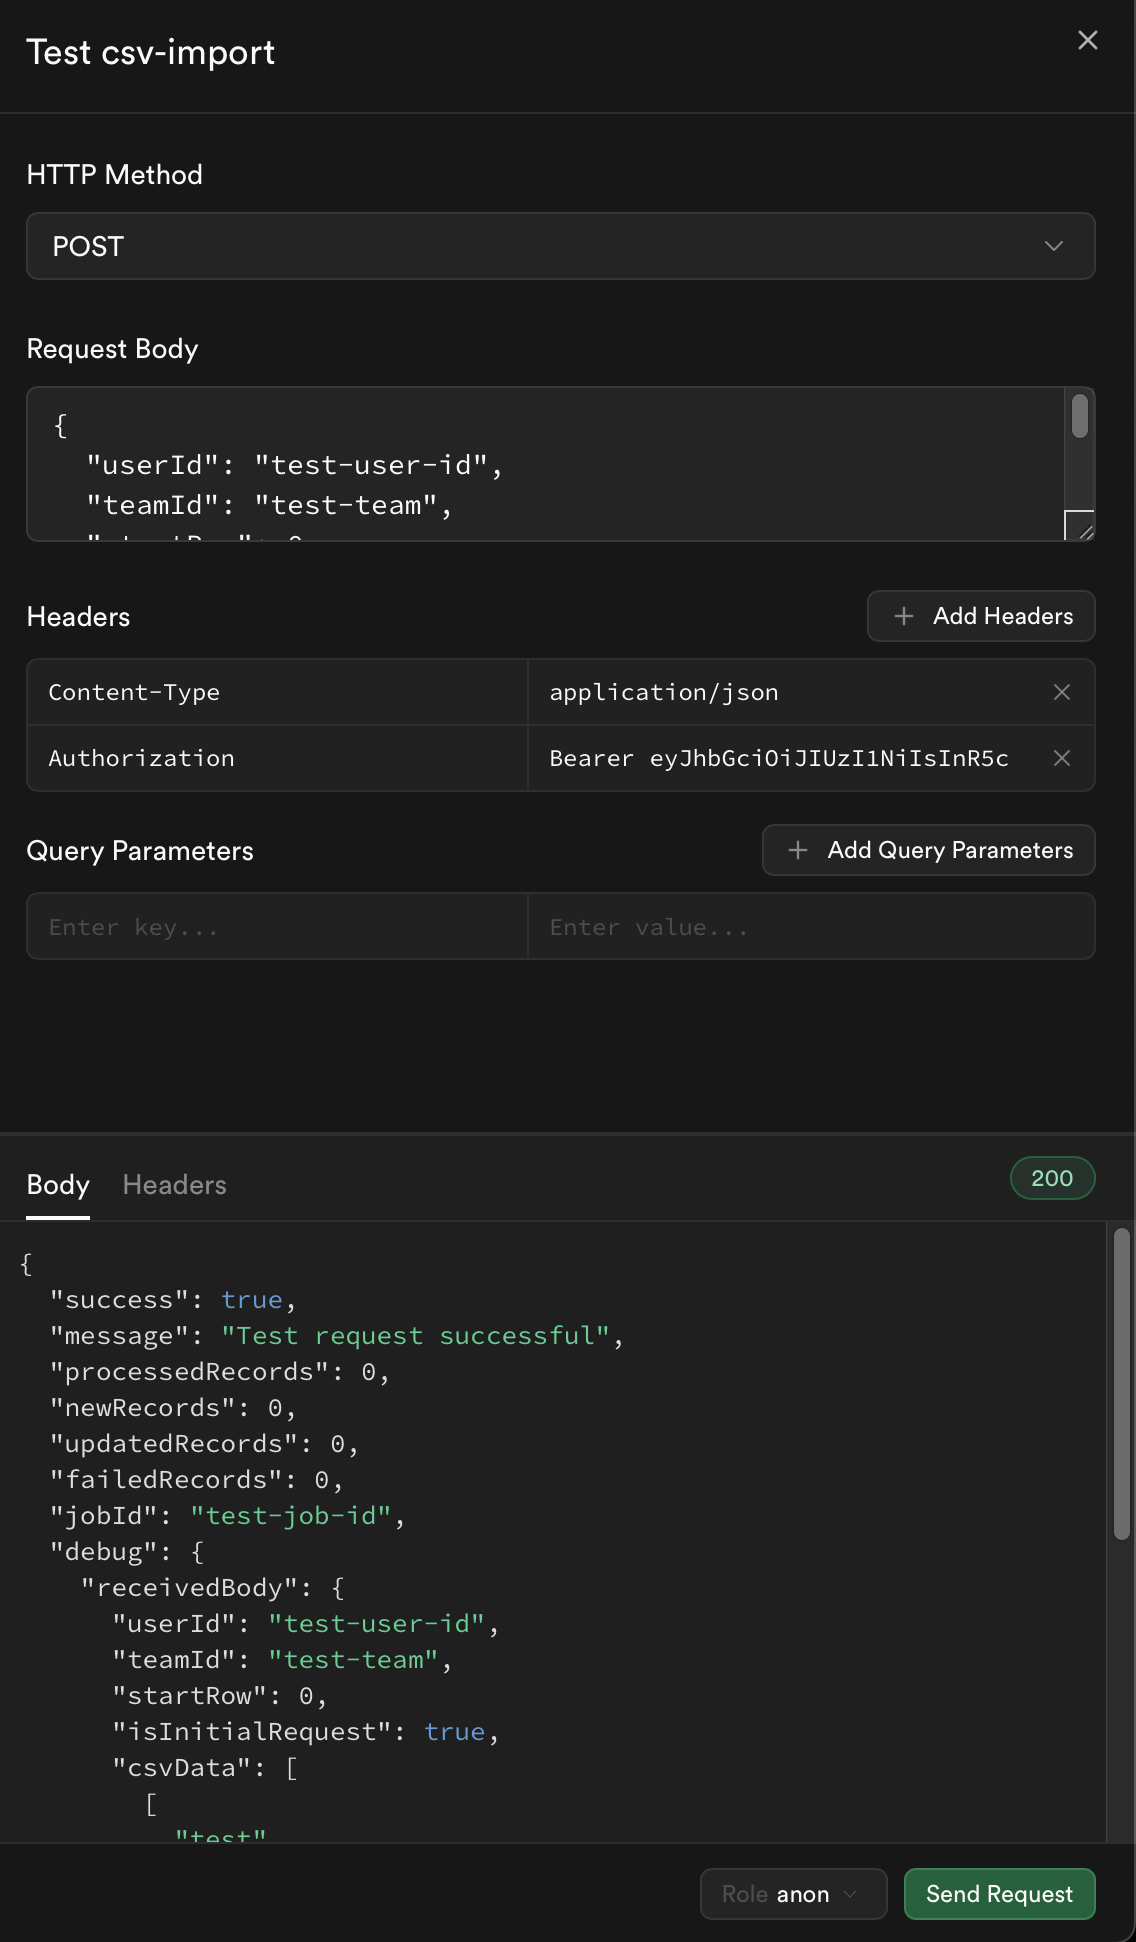 Test csv-import
HTTP Method
POST
Request Body
{
"userId": "test-user-id",
"teamId": "test-team",
Headers
Add Headers
Content-Type
application/json
Authorization
Bearer eyJhbGciOiJIUzI1NiIsInR5c
Query Parameters
Add Query Parameters
Enter key...
Enter value...
Body Headers
200
{
"success": true,
"message": "Test request successful",
"processedRecords": 0,
"newRecords": 0,
"updatedRecords": 0,
"failedRecords": 0,
"jobId": "test-job-id",
"debug": {
"receivedBody": {
"userId": "test-user-id",
"teamId": "test-team",
"startRow": 0,
"isInitialRequest": true,
"csvData": [
[
"test"
Role anon
Send Request